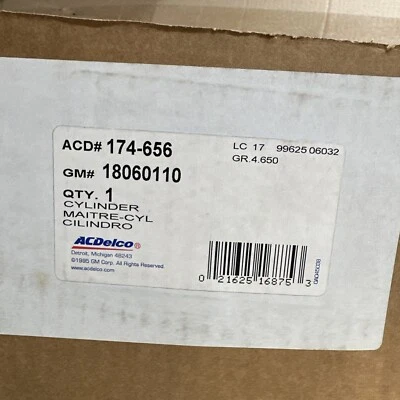 ACD# 174-656
LC 17 99625 06032
GR.4.650
GM# 18060110
QTY. 1
CYLINDER
MAITRE-CYL
CILINDRO
ACDelco®
Detroit, Michigan 48243
©1995 GM Corp. All Rights Reserved
www.acdelco.com
0 21625 16875 3